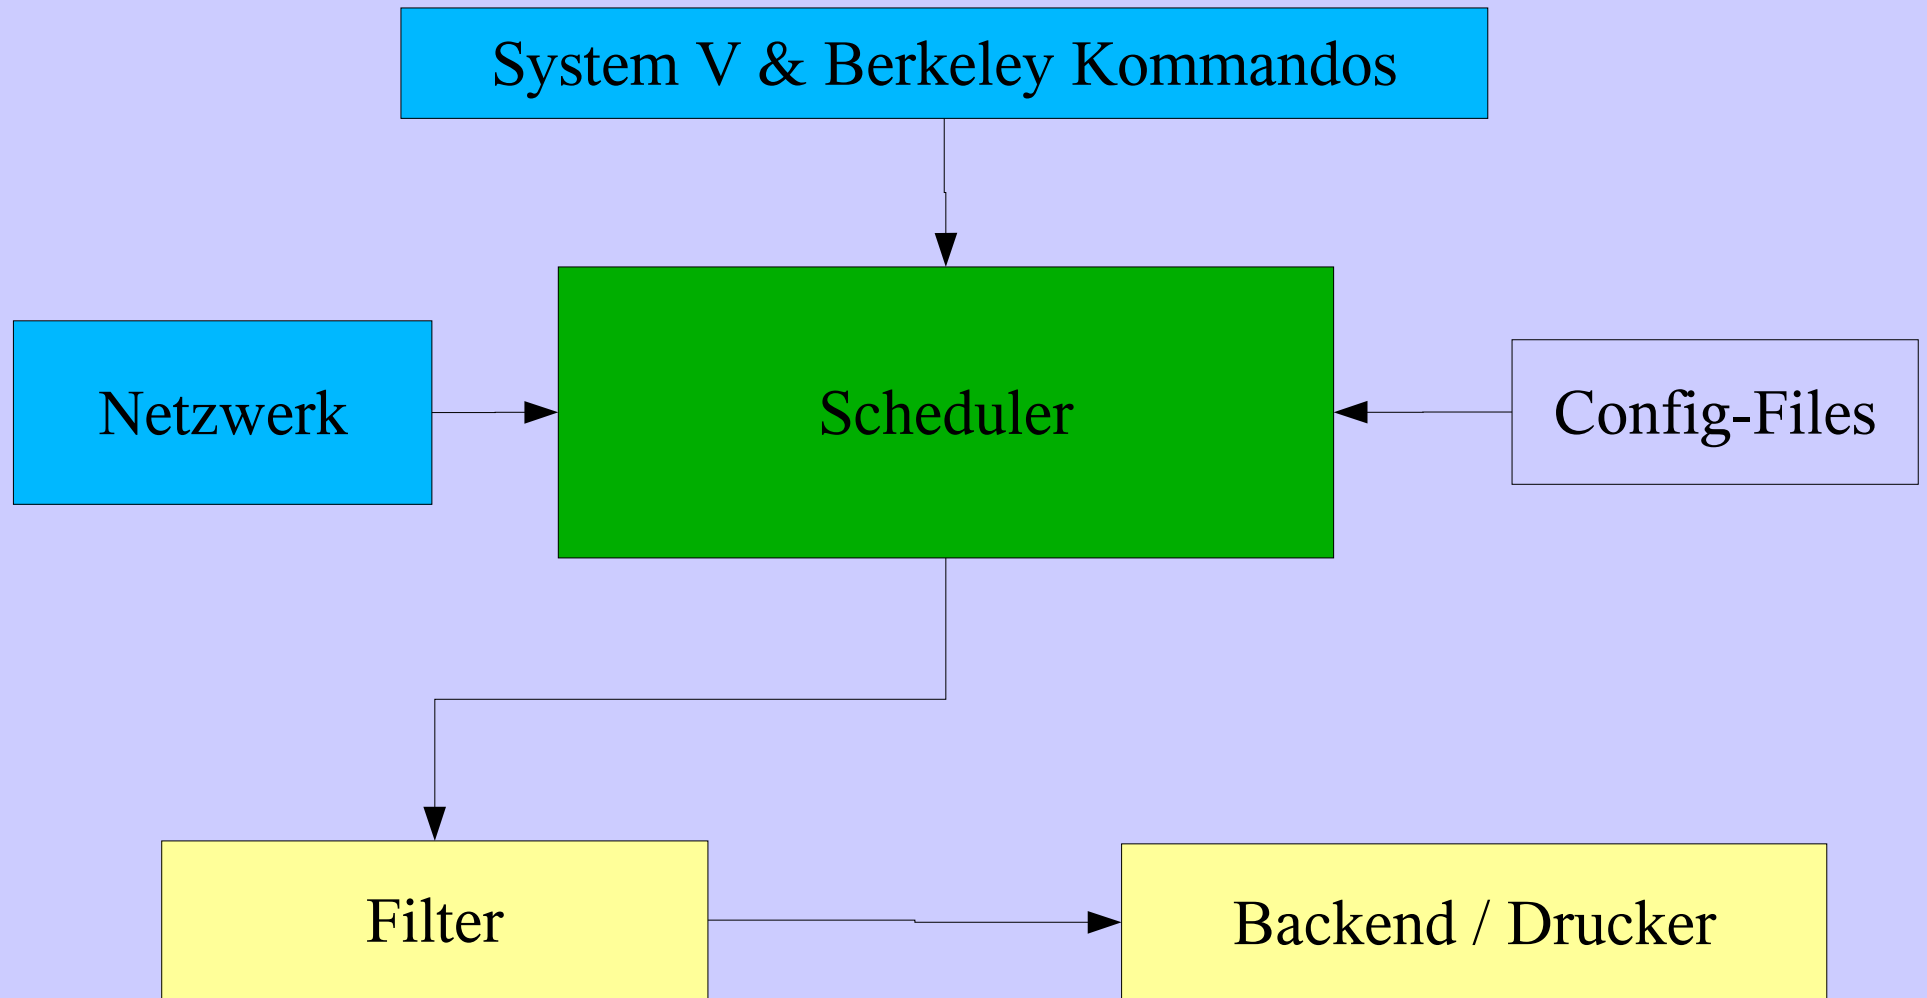 System V & Berkeley Kommandos
Netzwerk
Scheduler
Config-Files
Filter
Backend / Drucker